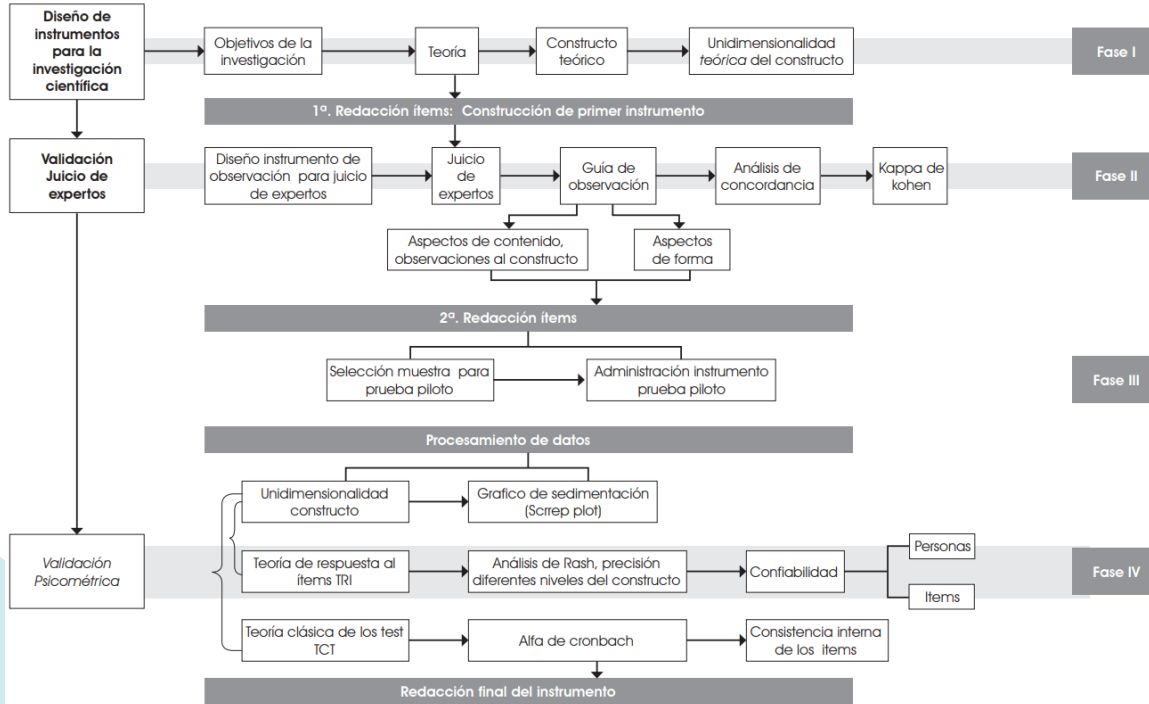 Diseño de
instrumentos
para la
investigación
científica
Objetivos de la
investigación
Teoría
Constructo
teórico
Unidimensionalidad
teórica del constructo
Fase I
1ª. Redacción ítems: Construcción de primer instrumento
Validación
Juicio de
expertos
Diseño instrumento de
observación para juicio
de expertos
Juicio
de
expertos
Guía de
observación
Análisis de
concordancia
Kappa de
kohen
Fase II
Aspectos de contenido,
observaciones al constructo
Aspectos
de forma
2ª. Redacción ítems
Selección muestra para
prueba piloto
Administración instrumento
prueba piloto
Fase III
Procesamiento de datos
Unidimensionalidad
constructo
Grafico de sedimentación
(Scrrep plot)
Validación
Psicométrica
Teoría de respuesta al
ítems TRI
Análisis de Rash, precisión
diferentes niveles del constructo
Confiabilidad
Personas
Items
Fase IV
Teoría clásica de los test
TCT
Alfa de cronbach
Consistencia interna
de los items
Redacción final del instrumento